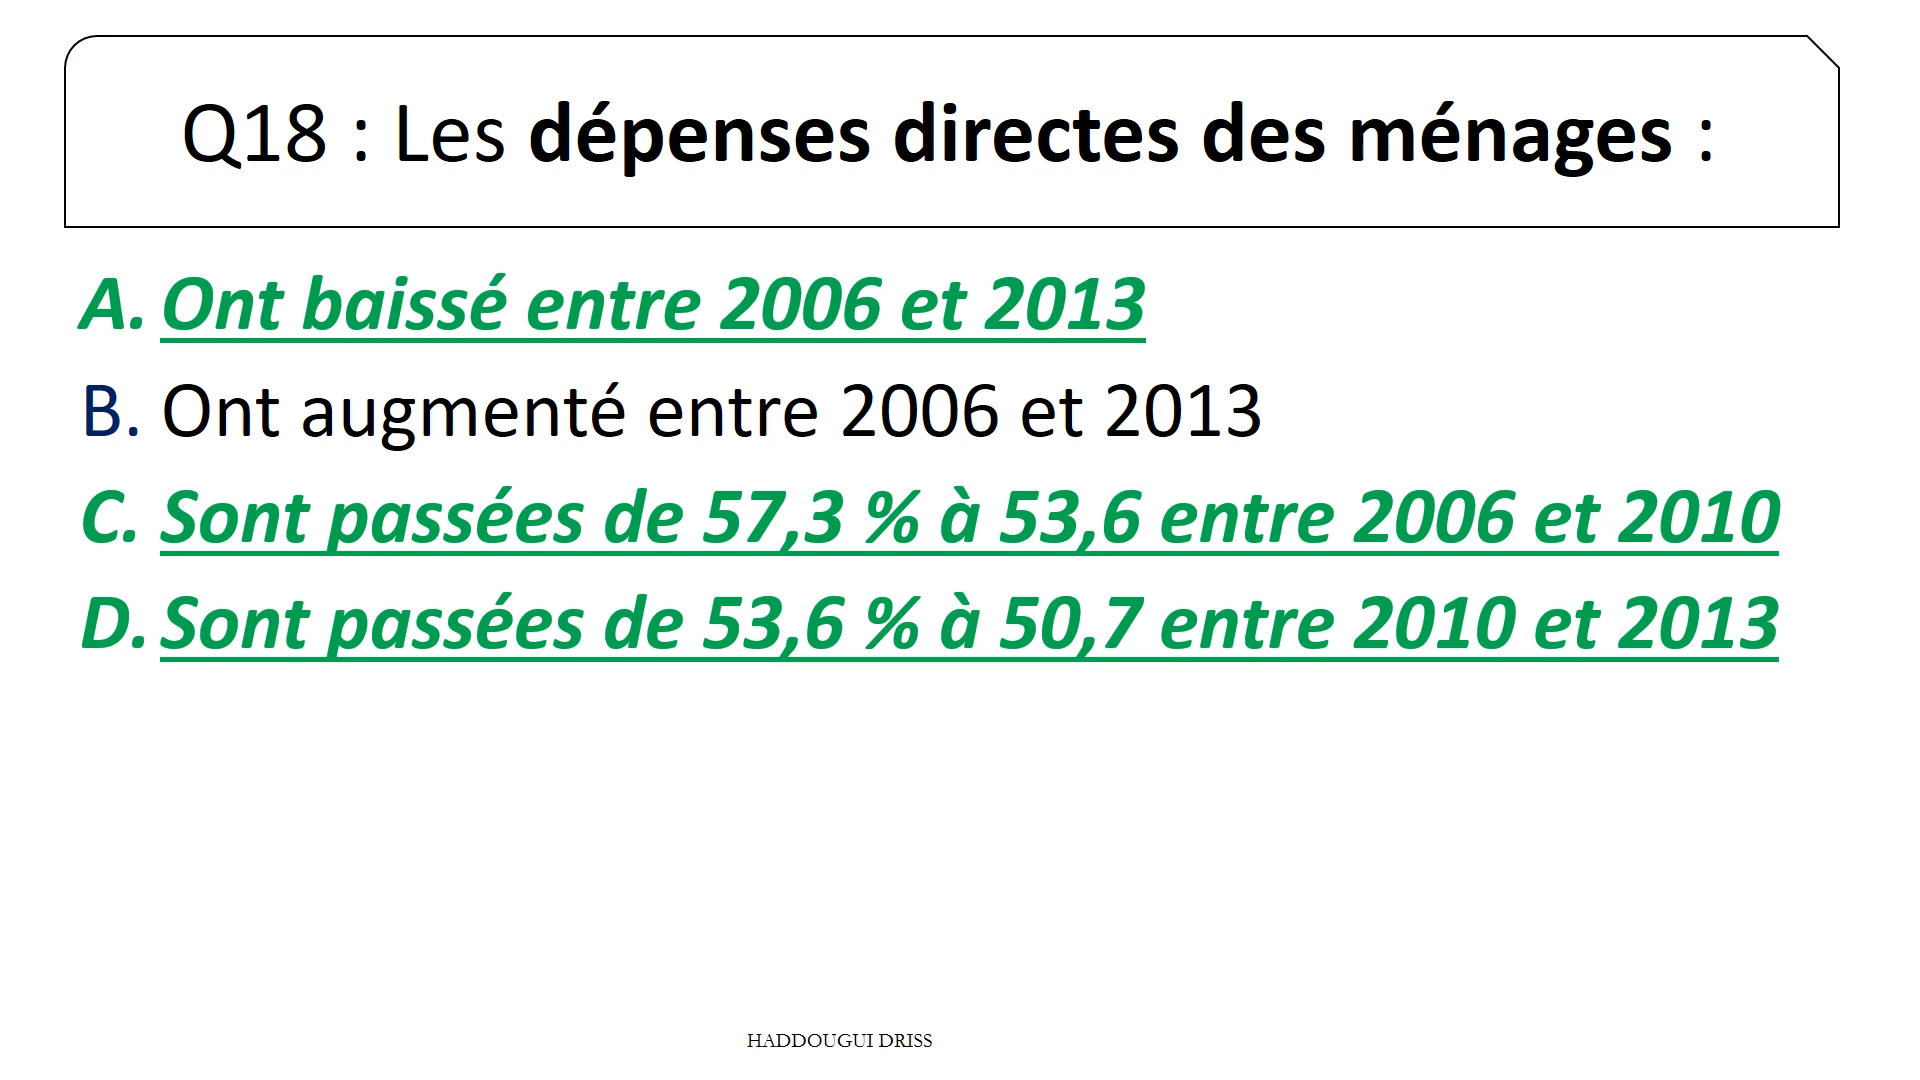 Q18 : Les dépenses directes des ménages :
A. Ont baissé entre 2006 et 2013
B. Ont augmenté entre 2006 et 2013
C. Sont passées de 57,3 % à 53,6 entre 2006 et 2010
D. Sont passées de 53,6 % à 50,7 entre 2010 et 2013
HADDOUGUI DRISS